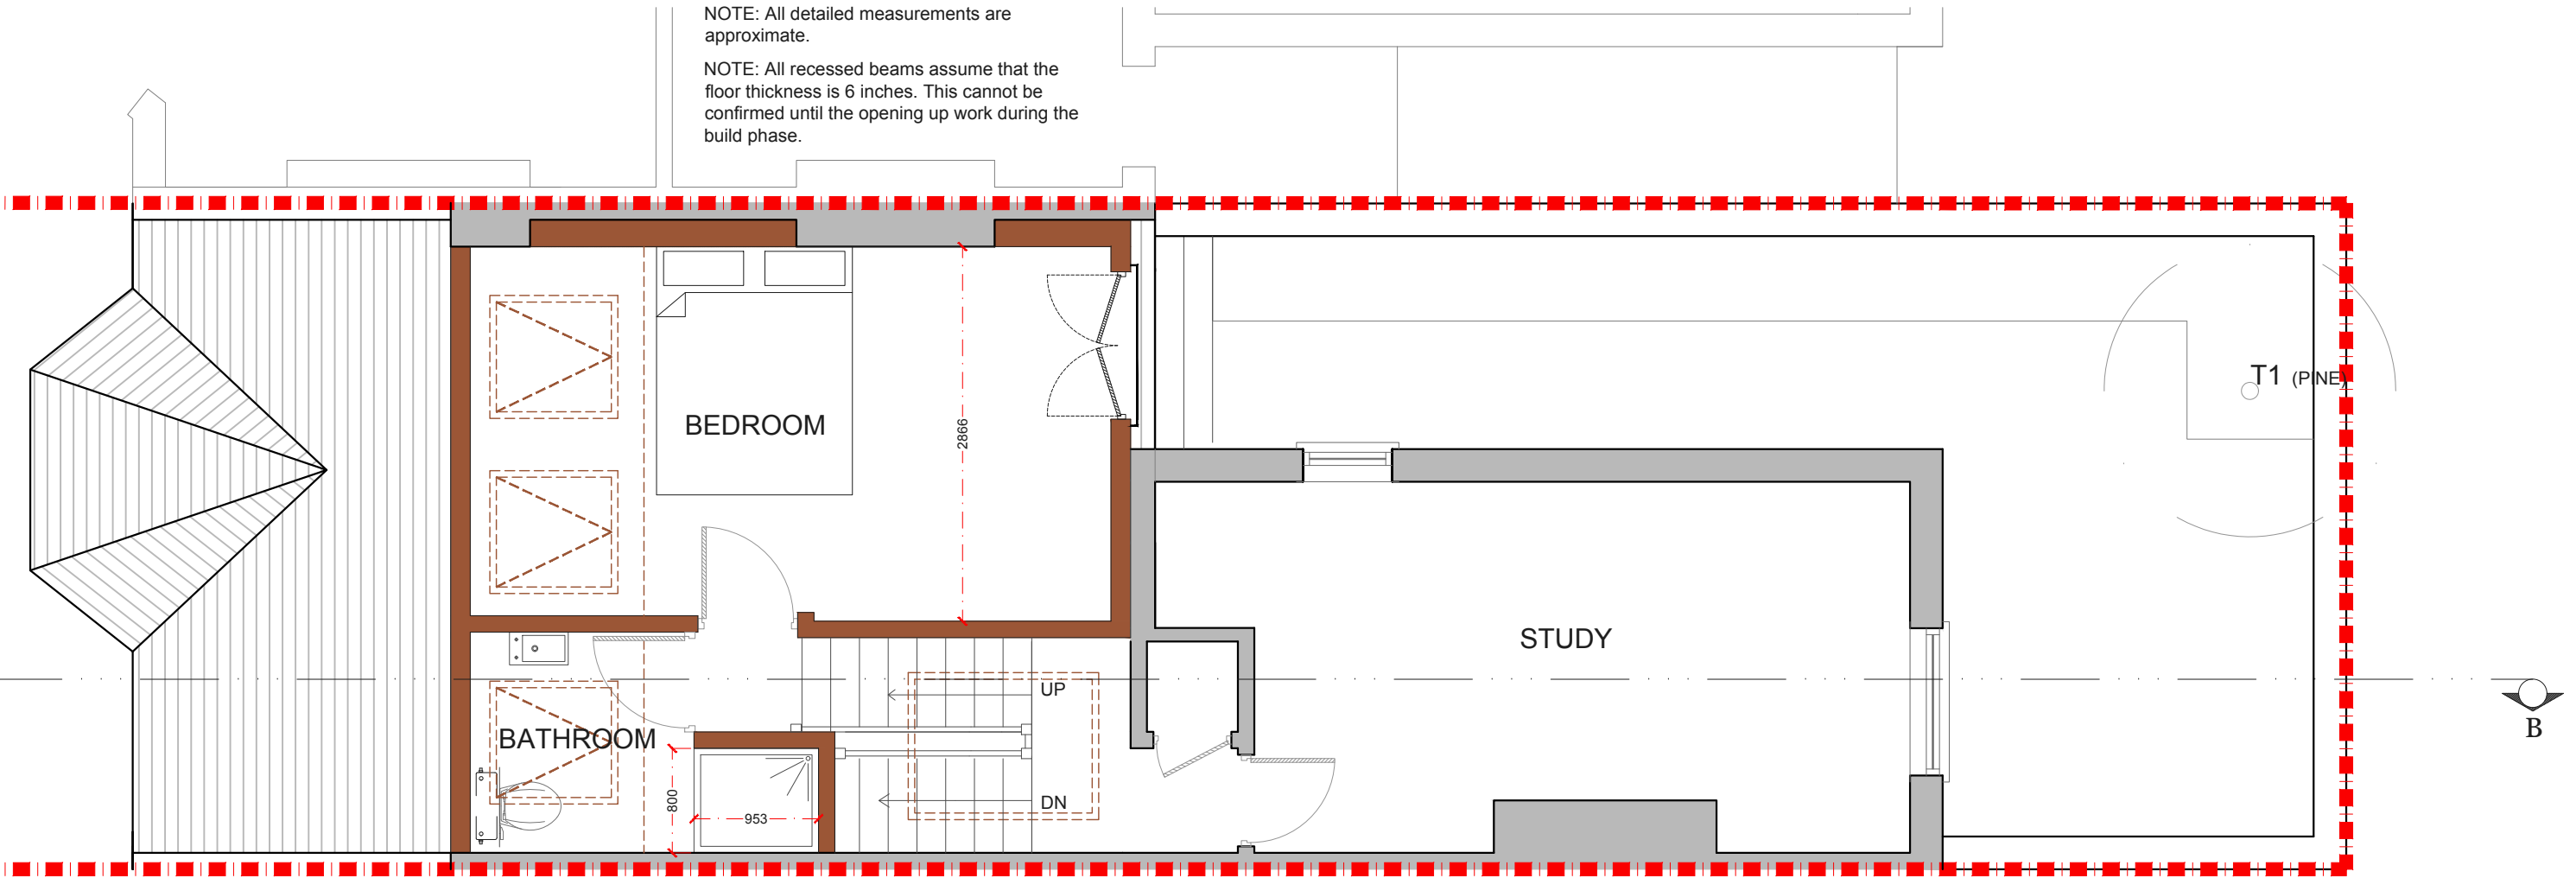 NOTE: All detailed measurements are
approximate.
NOTE: All recessed beams assume that the
floor thickness is 6 inches. This cannot be
confirmed until the opening up work during the
build phase.
T1 (PINE)
BEDROOM
2866
STUDY
UP
B
BATHROOM
800
DN
953